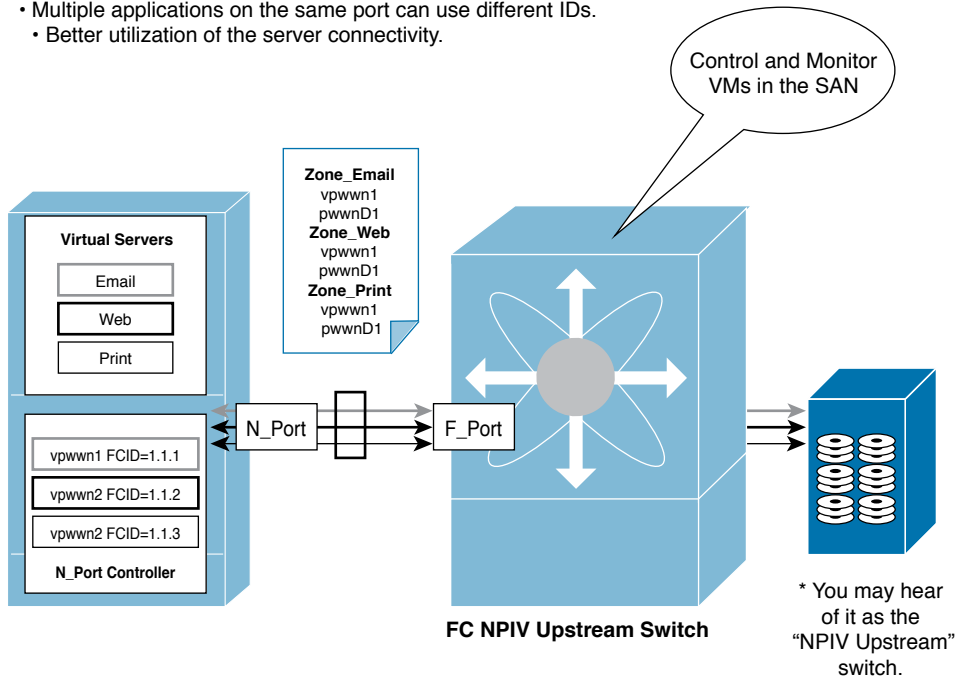 • Multiple applications on the same port can use different IDs.
• Better utilization of the server connectivity.
Control and Monitor
VMs in the SAN
Zone_Email
vpwwn1
pwwnD1
Zone_Web
vpwwn1
pwwnD1
Zone_Print
vpwwn1
pwwnD1
Virtual Servers
Email
Web
Print
N_Port
F_Port
vpwwn1 FCID=1.1.1
vpwwn2 FCID=1.1.2
vpwwn2 FCID=1.1.3
N_Port Controller
FC NPIV Upstream Switch
* You may hear
of it as the
“NPIV Upstream”
switch.